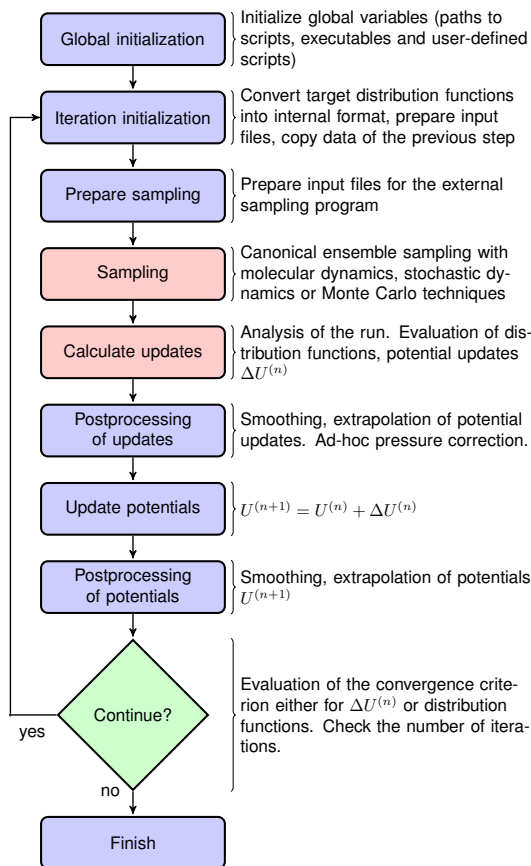 Global initialization
Initialize global variables (paths to
scripts, executables and user-defined
scripts)
Iteration initialization
Convert target distribution functions
into internal format, prepare input
files, copy data of the previous step
Prepare sampling
Prepare input files for the external
sampling program
Sampling
Canonical ensemble sampling with
molecular dynamics, stochastic dy-
namics or Monte Carlo techniques
Calculate updates
Analysis of the run. Evaluation of dis-
tribution functions, potential updates
ΔU^{(n)}
Postprocessing
of updates
Smoothing, extrapolation of potential
updates. Ad-hoc pressure correction.
Update potentials
U^{(n+1)} = U^{(n)} + ΔU^{(n)}
Postprocessing
of potentials
Smoothing, extrapolation of potentials
U^{(n+1)}
Continue?
Evaluation of the convergence crite-
rion either for ΔU^{(n)} or distribution
functions. Check the number of itera-
tions.
yes
no
Finish